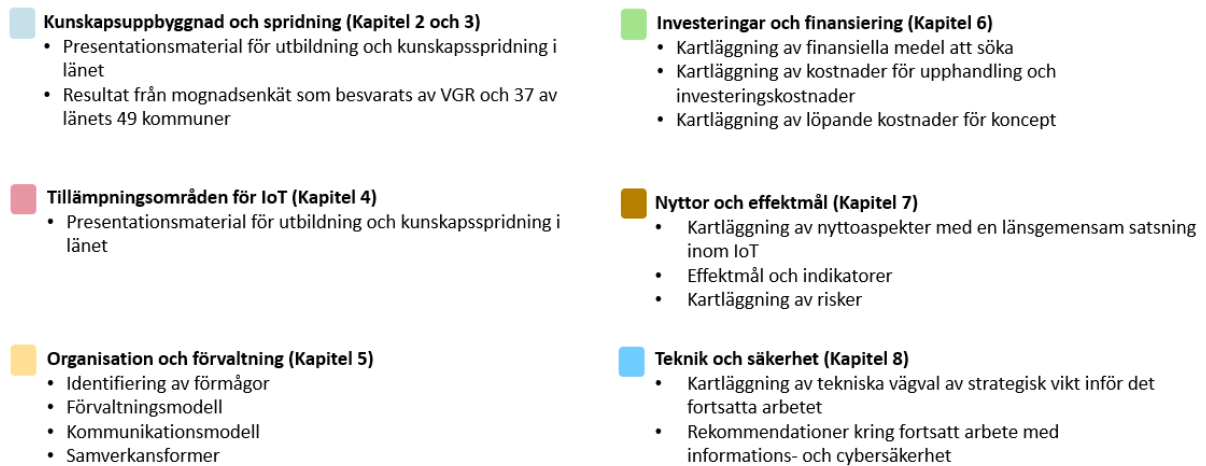 Kunskapsuppbyggnad och spridning (Kapitel 2 och 3)
• Presentationsmaterial för utbildning och kunskapsspridning i
länet
• Resultat från mognadsenkät som besvarats av VGR och 37 av
länets 49 kommuner
Tillämpningsområden för IoT (Kapitel 4)
• Presentationsmaterial för utbildning och kunskapsspridning i
länet
Organisation och förvaltning (Kapitel 5)
• Identifiering av förmågor
• Förvaltningsmodell
• Kommunikationsmodell
• Samverkansformer
Investeringar och finansiering (Kapitel 6)
• Kartläggning av finansiella medel att söka
• Kartläggning av kostnader för upphandling och
investeringskostnader
• Kartläggning av löpande kostnader för koncept
Nyttor och effektmål (Kapitel 7)
• Kartläggning av nyttoaspekter med en länsgemensam satsning
inom IoT
• Effektmål och indikatorer
• Kartläggning av risker
Teknik och säkerhet (Kapitel 8)
• Kartläggning av tekniska vägval av strategisk vikt inför det
fortsatta arbetet
• Rekommendationer kring fortsatt arbete med
informations- och cybersäkerhet